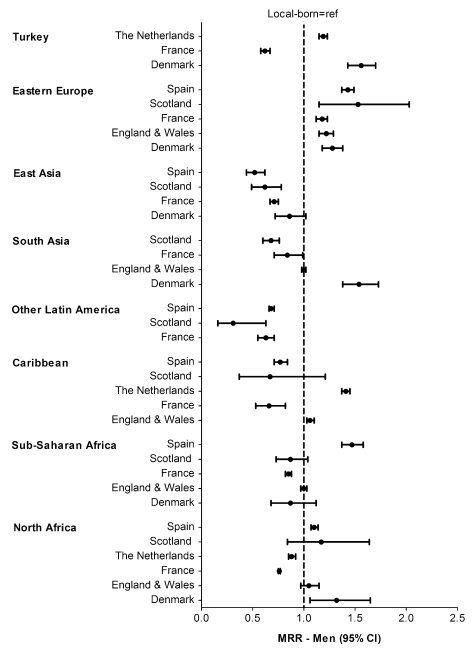 Local-born=ref
Turkey
The Netherlands
France
Denmark
Eastern Europe
Spain
Scotland
France
England & Wales
Denmark
East Asia
Spain
Scotland
France
Denmark
South Asia
Scotland
France
England & Wales
Denmark
Other Latin America
Spain
Scotland
France
Caribbean
Spain
Scotland
The Netherlands
France
England & Wales
Sub-Saharan Africa
Spain
Scotland
France
England & Wales
Denmark
North Africa
Spain
Scotland
The Netherlands
France
England & Wales
Denmark
0.0 0.5 1.0 1.5 2.0 2.5
MRR - Men (95% CI)